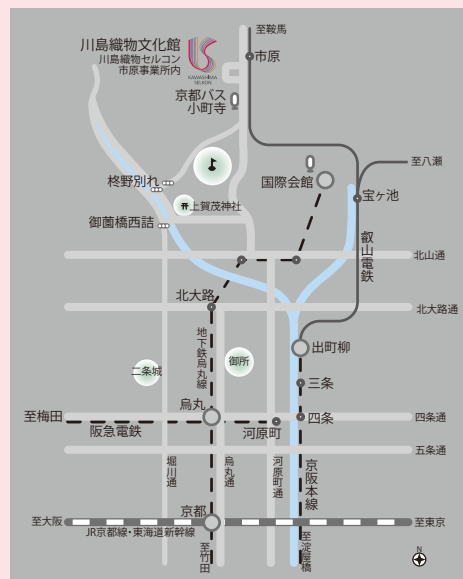 至鞍馬
川島織物文化館
川島織物セルコン
市原事業所内
KAWASHIMA
SELKON
市原
京都バス
小町寺
至八瀬
柊野別れ
国際会館
宝ヶ池
上賀茂神社
御薗橋西詰
叡山電鉄
北山通
北大路
北大路通
地下鉄烏丸線
出町柳
二条城
御所
三条
烏丸
至梅田
四条
四条通
阪急電鉄
河原町
五条通
堀川通
烏丸通
河原町通
京阪本線
京都
至大阪
至東京
JR京都線・東海道新幹線
至竹田
至淀屋橋
N